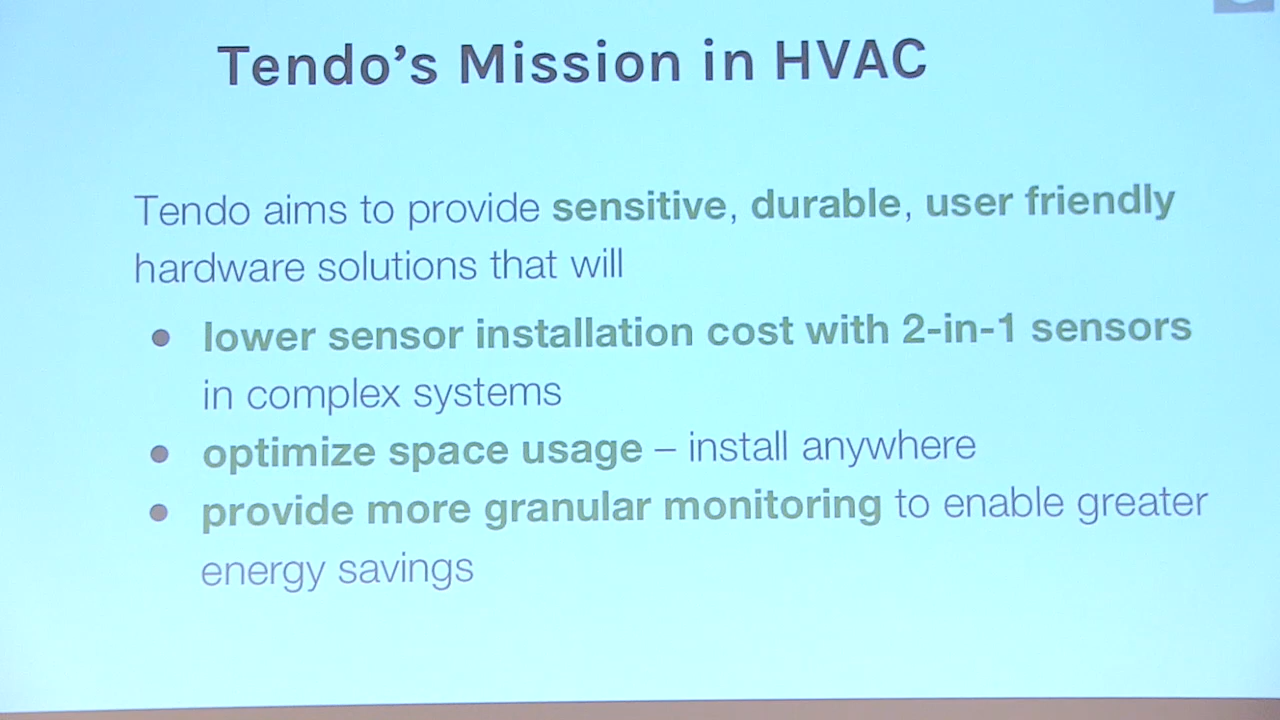 Tendo's Mission in HVAC
Tendo aims to provide sensitive, durable, user friendly
hardware solutions that will
• lower sensor installation cost with 2-in-1 sensors
in complex systems
• optimize space usage – install anywhere
• provide more granular monitoring to enable greater
energy savings